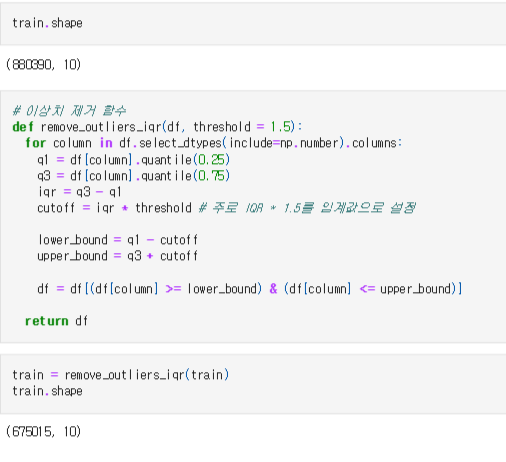 train.shape
(880390, 10)
# 이상치 제거 함수
def remove_outliers_iqr(df, threshold = 1.5):
for column in df.select_dtypes(include=np.number).columns:
q1 = df[column].quantile(0.25)
q3 = df[column].quantile(0.75)
iqr = q3 - q1
cutoff = iqr * threshold # 주로 IQR * 1.5를 임계값으로 설정
lower_bound = q1 - cutoff
upper_bound = q3 + cutoff
df = df[(df[column] >= lower_bound) & (df[column] <= upper_bound)]
return df
train = remove_outliers_iqr(train)
train.shape
(675015, 10)